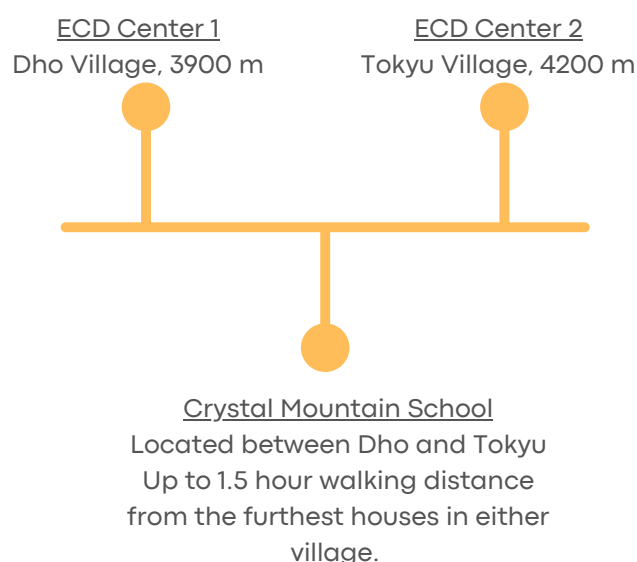 ECD Center 1
Dho Village, 3900 m
ECD Center 2
Tokyu Village, 4200 m
Crystal Mountain School
Located between Dho and Tokyu
Up to 1.5 hour walking distance
from the furthest houses in either
village.